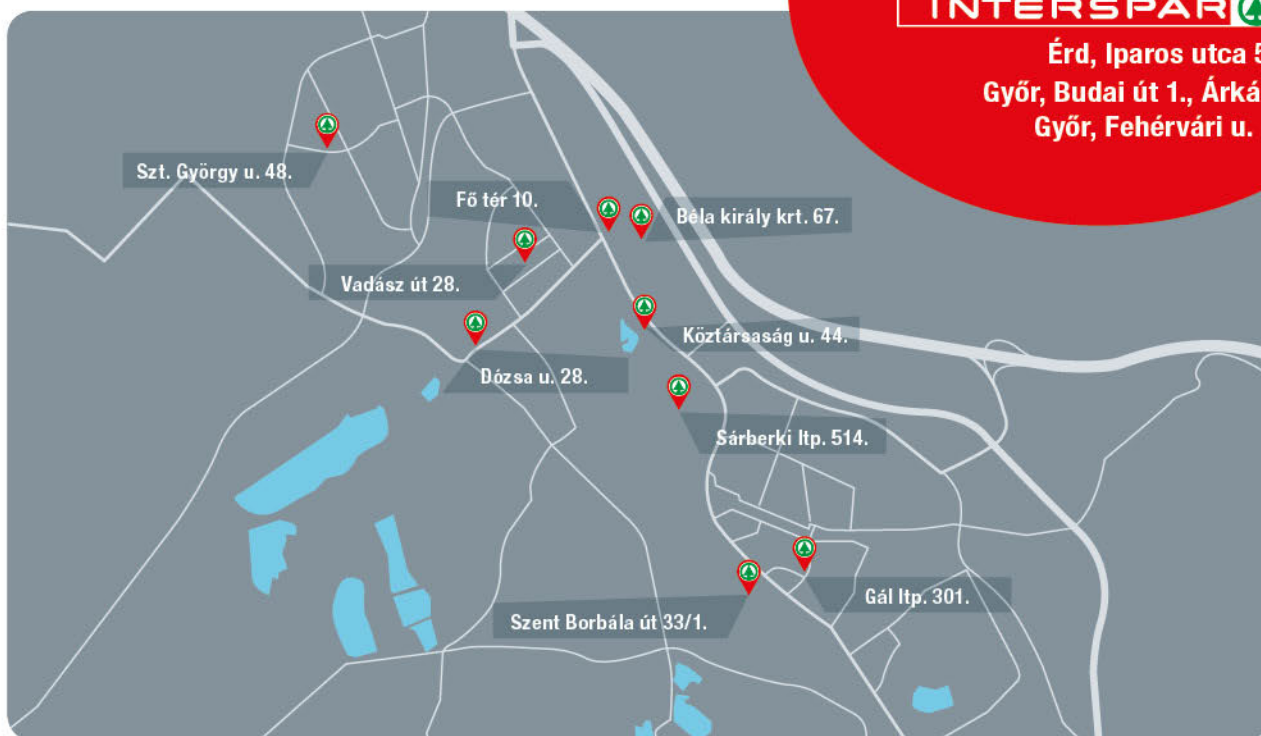 INTERSPAR
Érd, Iparos utca 5
Győr, Budai út 1., Árká
Győr, Fehérvári u.
Szt. György u. 48.
Fő tér 10.
Béla király krt. 67.
Vadász út 28.
Köztársaság u. 44.
Dózsa u. 28.
Sárberki ltp. 514.
Gál ltp. 301.
Szent Borbála út 33/1.